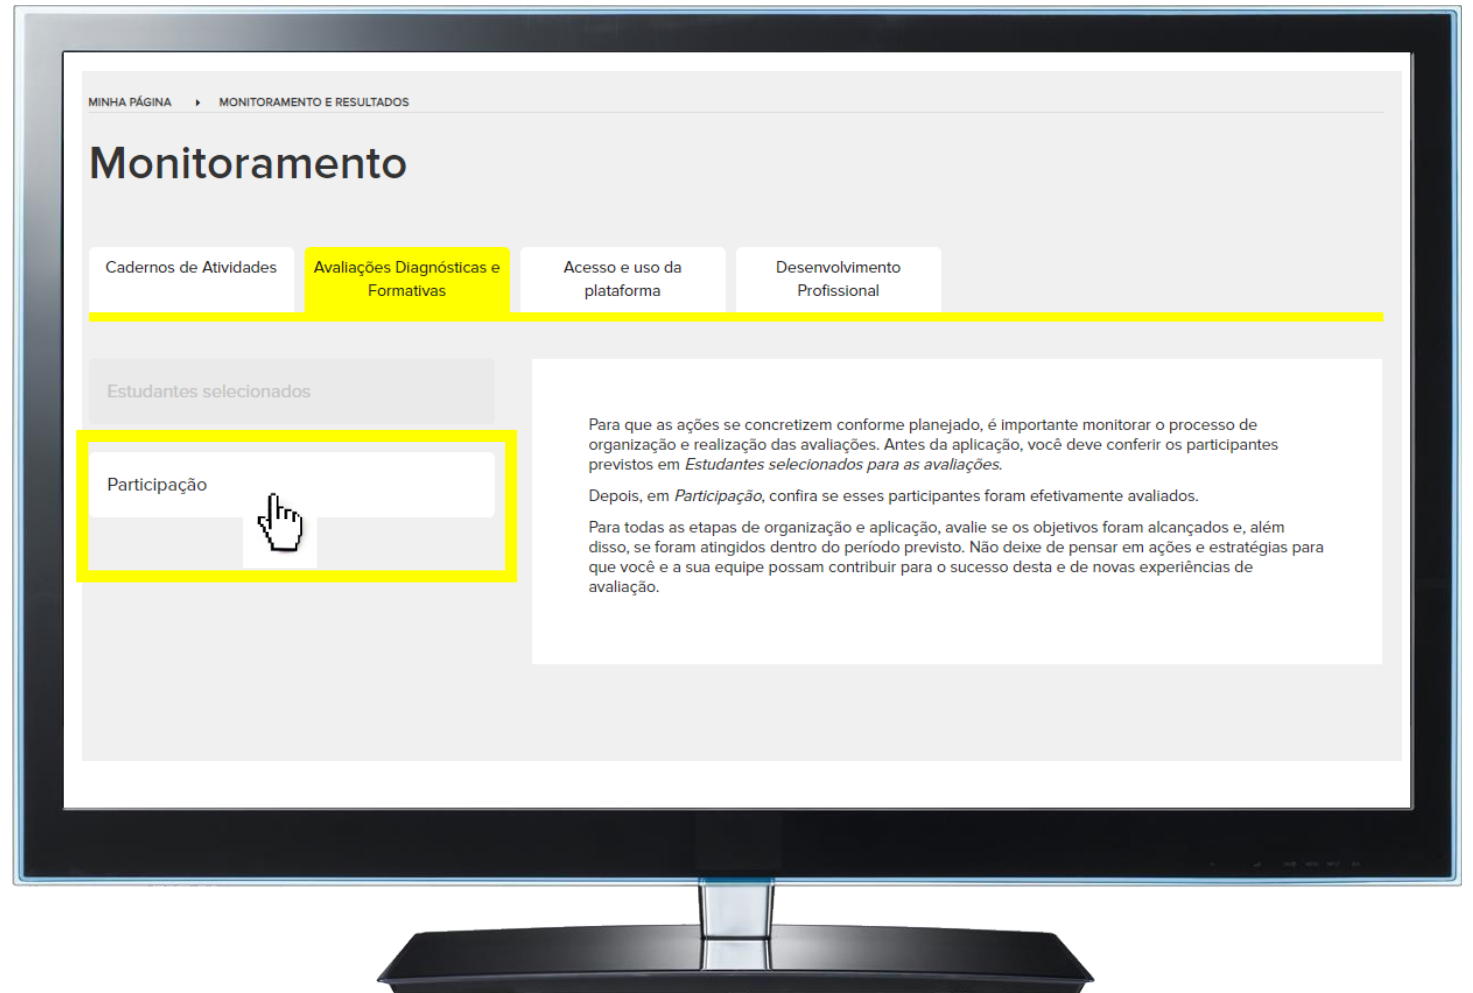 MINHA PÁGINA ▸ MONITORAMENTO E RESULTADOS
Monitoramento
Cadernos de Atividades
Avaliações Diagnósticas e
Formativas
Acesso e uso da
plataforma
Desenvolvimento
Profissional
Estudantes selecionados
Participação
Para que as ações se concretizem conforme planejado, é importante monitorar o processo de
organização e realização das avaliações. Antes da aplicação, você deve conferir os participantes
previstos em Estudantes selecionados para as avaliações.
Depois, em Participação, confira se esses participantes foram efetivamente avaliados.
Para todas as etapas de organização e aplicação, avalie se os objetivos foram alcançados e, além
disso, se foram atingidos dentro do período previsto. Não deixe de pensar em ações e estratégias para
que você e a sua equipe possam contribuir para o sucesso desta e de novas experiências de
avaliação.